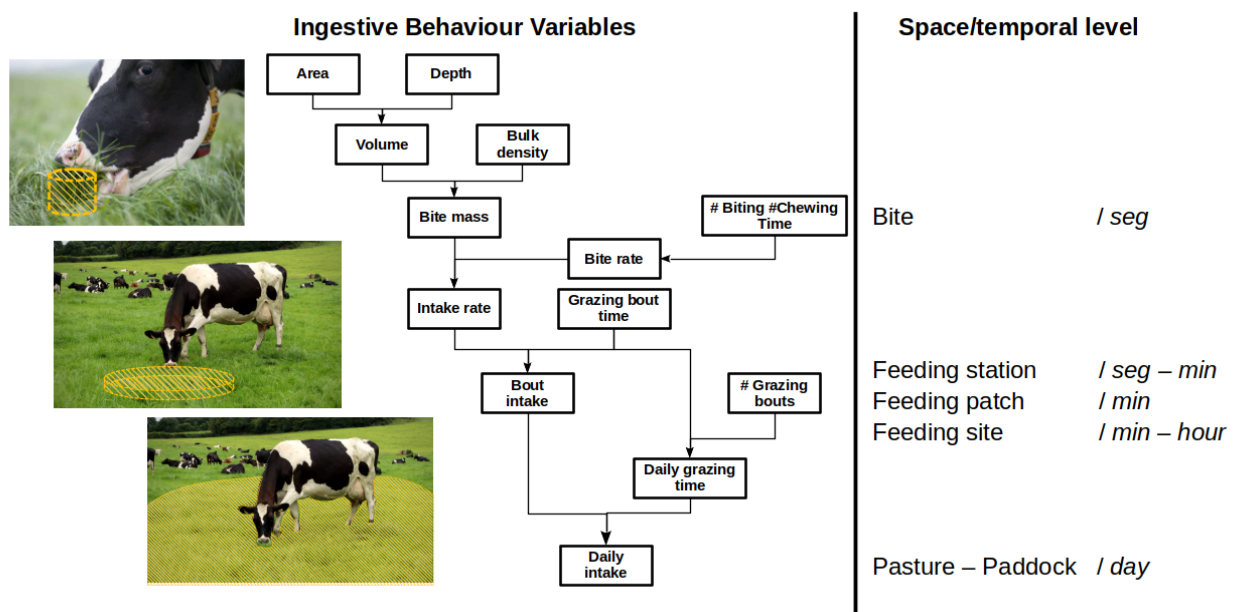 Ingestive Behaviour Variables
Space/temporal level
Area
Depth
Volume
Bulk
density
Bite mass
# Biting #Chewing
Time
Bite / seg
Bite rate
Intake rate
Grazing bout
time
Feeding station / seg – min
Bout
intake
# Grazing
bouts
Feeding patch / min
Feeding site / min – hour
Daily grazing
time
Daily
intake
Pasture – Paddock / day